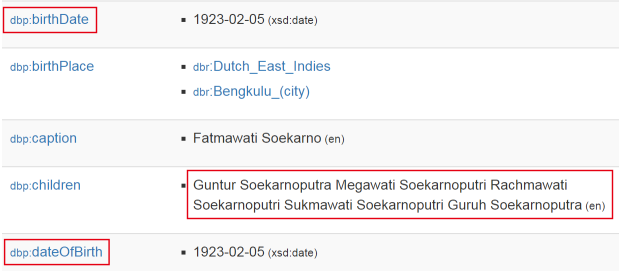 dbp:birthDate
▪ 1923-02-05 (xsd:date)
dbp:birthPlace
▪ dbr:Dutch_East_Indies
▪ dbr:Bengkulu_(city)
dbp:caption
▪ Fatmawati Soekarno (en)
dbp:children
▪ Guntur Soekarnoputra Megawati Soekarnoputri Rachmawati
Soekarnoputri Sukmawati Soekarnoputri Guruh Soekarnoputra (en)
dbp:dateOfBirth
▪ 1923-02-05 (xsd:date)